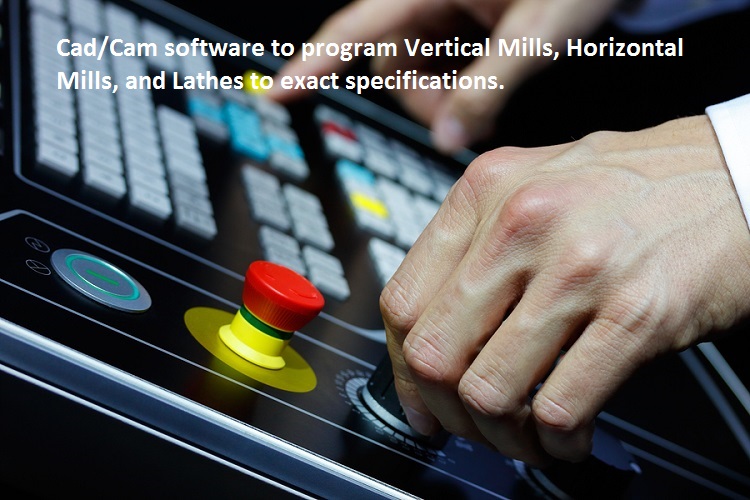 Cad/Cam software to program Vertical Mills, Horizontal
Mills, and Lathes to exact specifications.